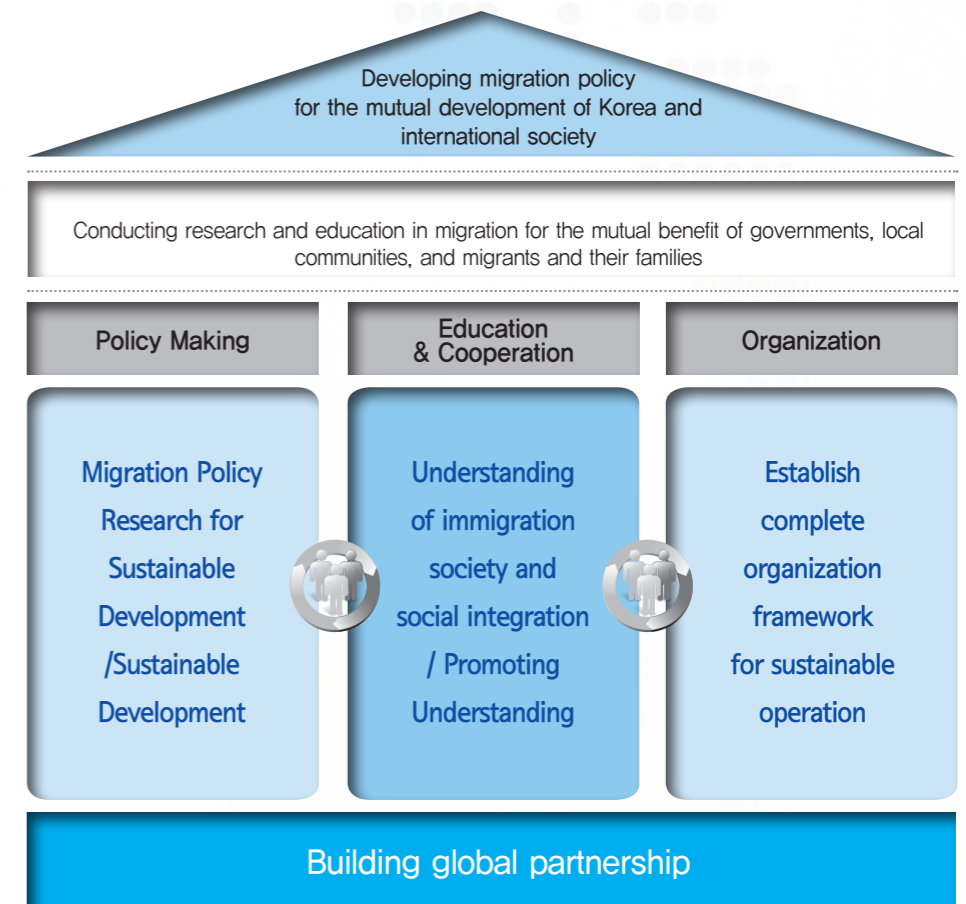 Developing migration policy
for the mutual development of Korea and
international society
Conducting research and education in migration for the mutual benefit of governments, local
communities, and migrants and their families
Policy Making
Education
& Cooperation
Organization
Migration Policy
Research for
Sustainable
Development
/Sustainable
Development
Understanding
of immigration
society and
social integration
/ Promoting
Understanding
Establish
complete
organization
framework
for sustainable
operation
Building global partnership